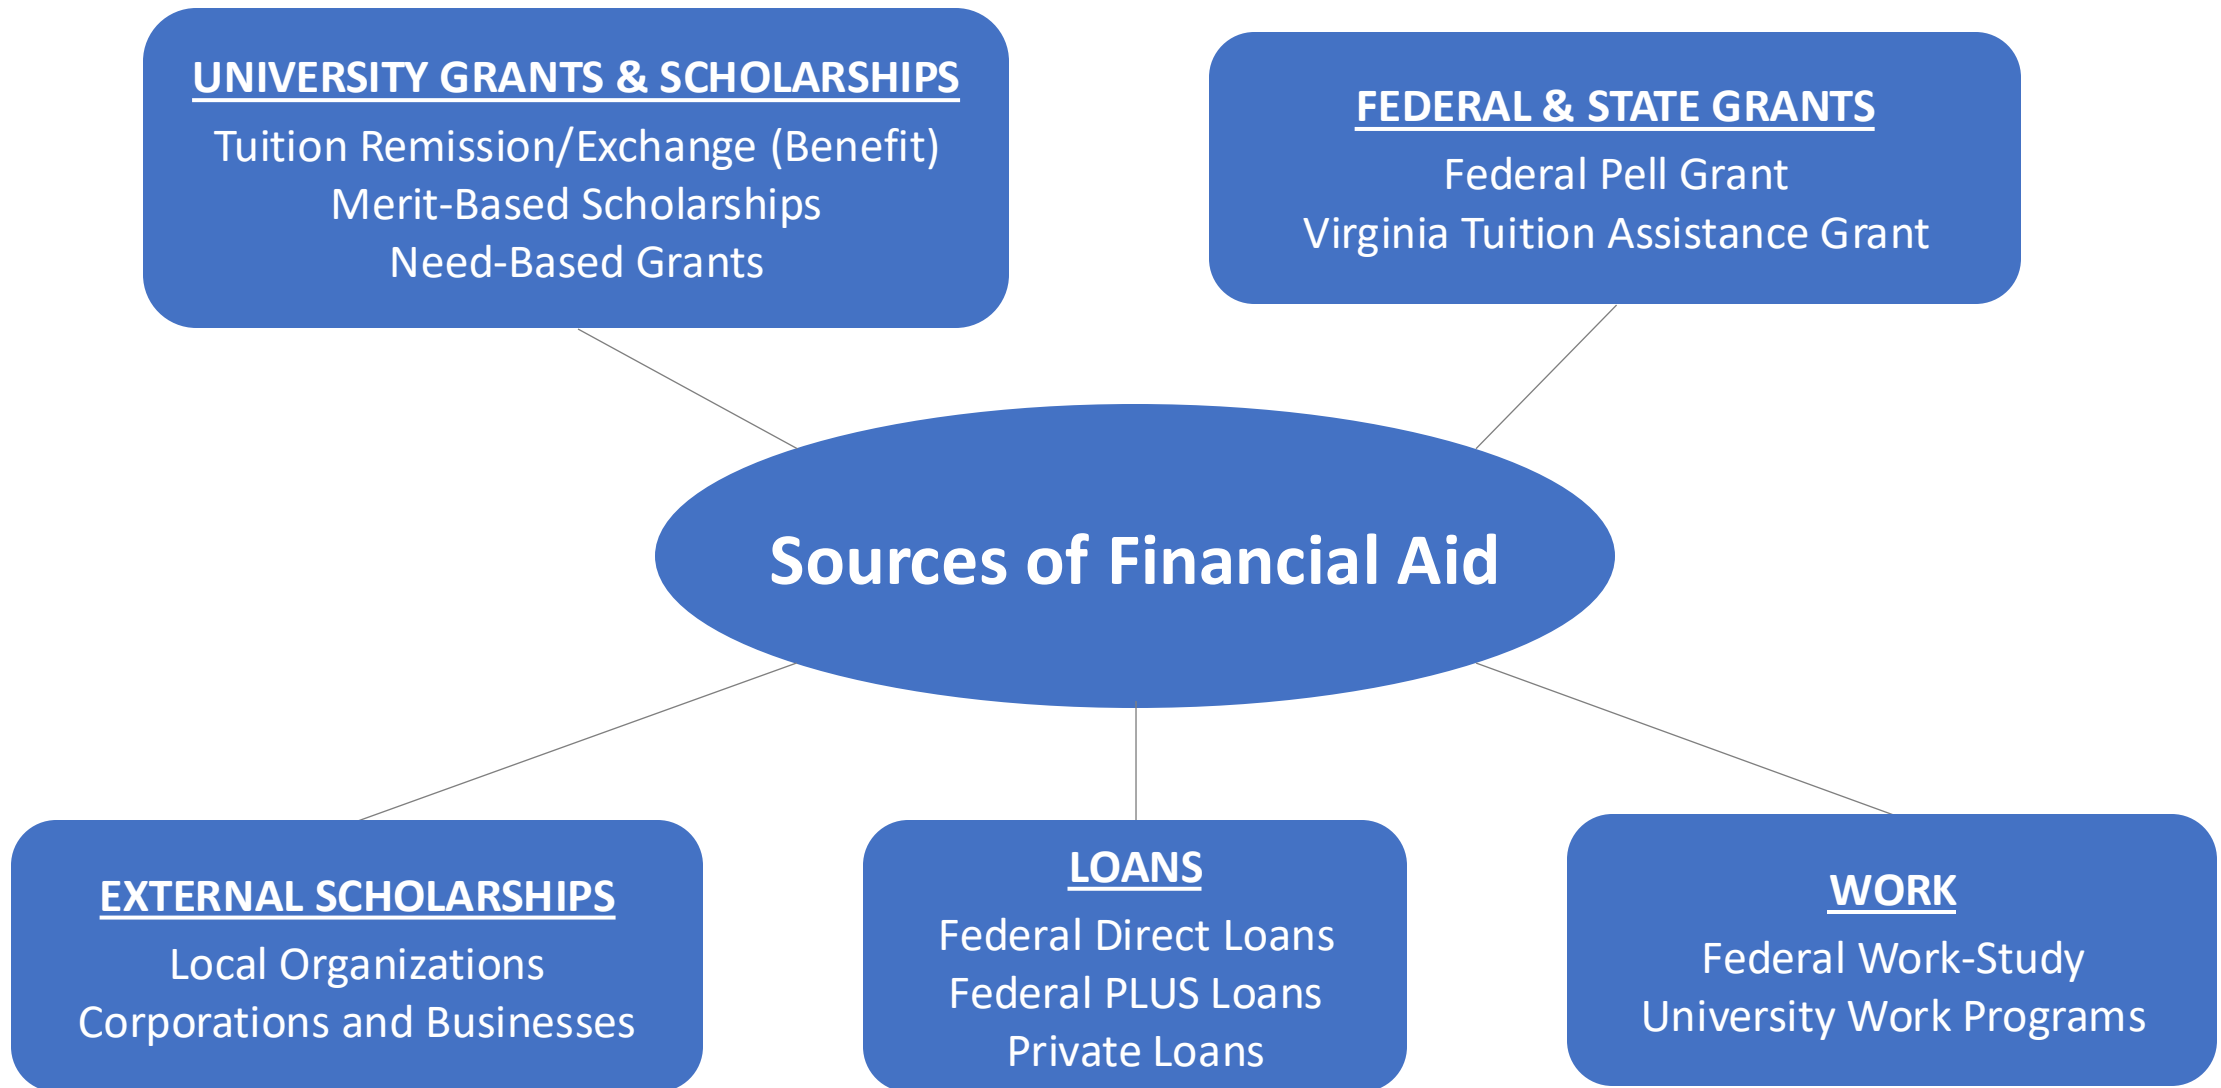 UNIVERSITY GRANTS & SCHOLARSHIPS
Tuition Remission/Exchange (Benefit)
Merit-Based Scholarships
Need-Based Grants
FEDERAL & STATE GRANTS
Federal Pell Grant
Virginia Tuition Assistance Grant
Sources of Financial Aid
EXTERNAL SCHOLARSHIPS
Local Organizations
Corporations and Businesses
LOANS
Federal Direct Loans
Federal PLUS Loans
Private Loans
WORK
Federal Work-Study
University Work Programs